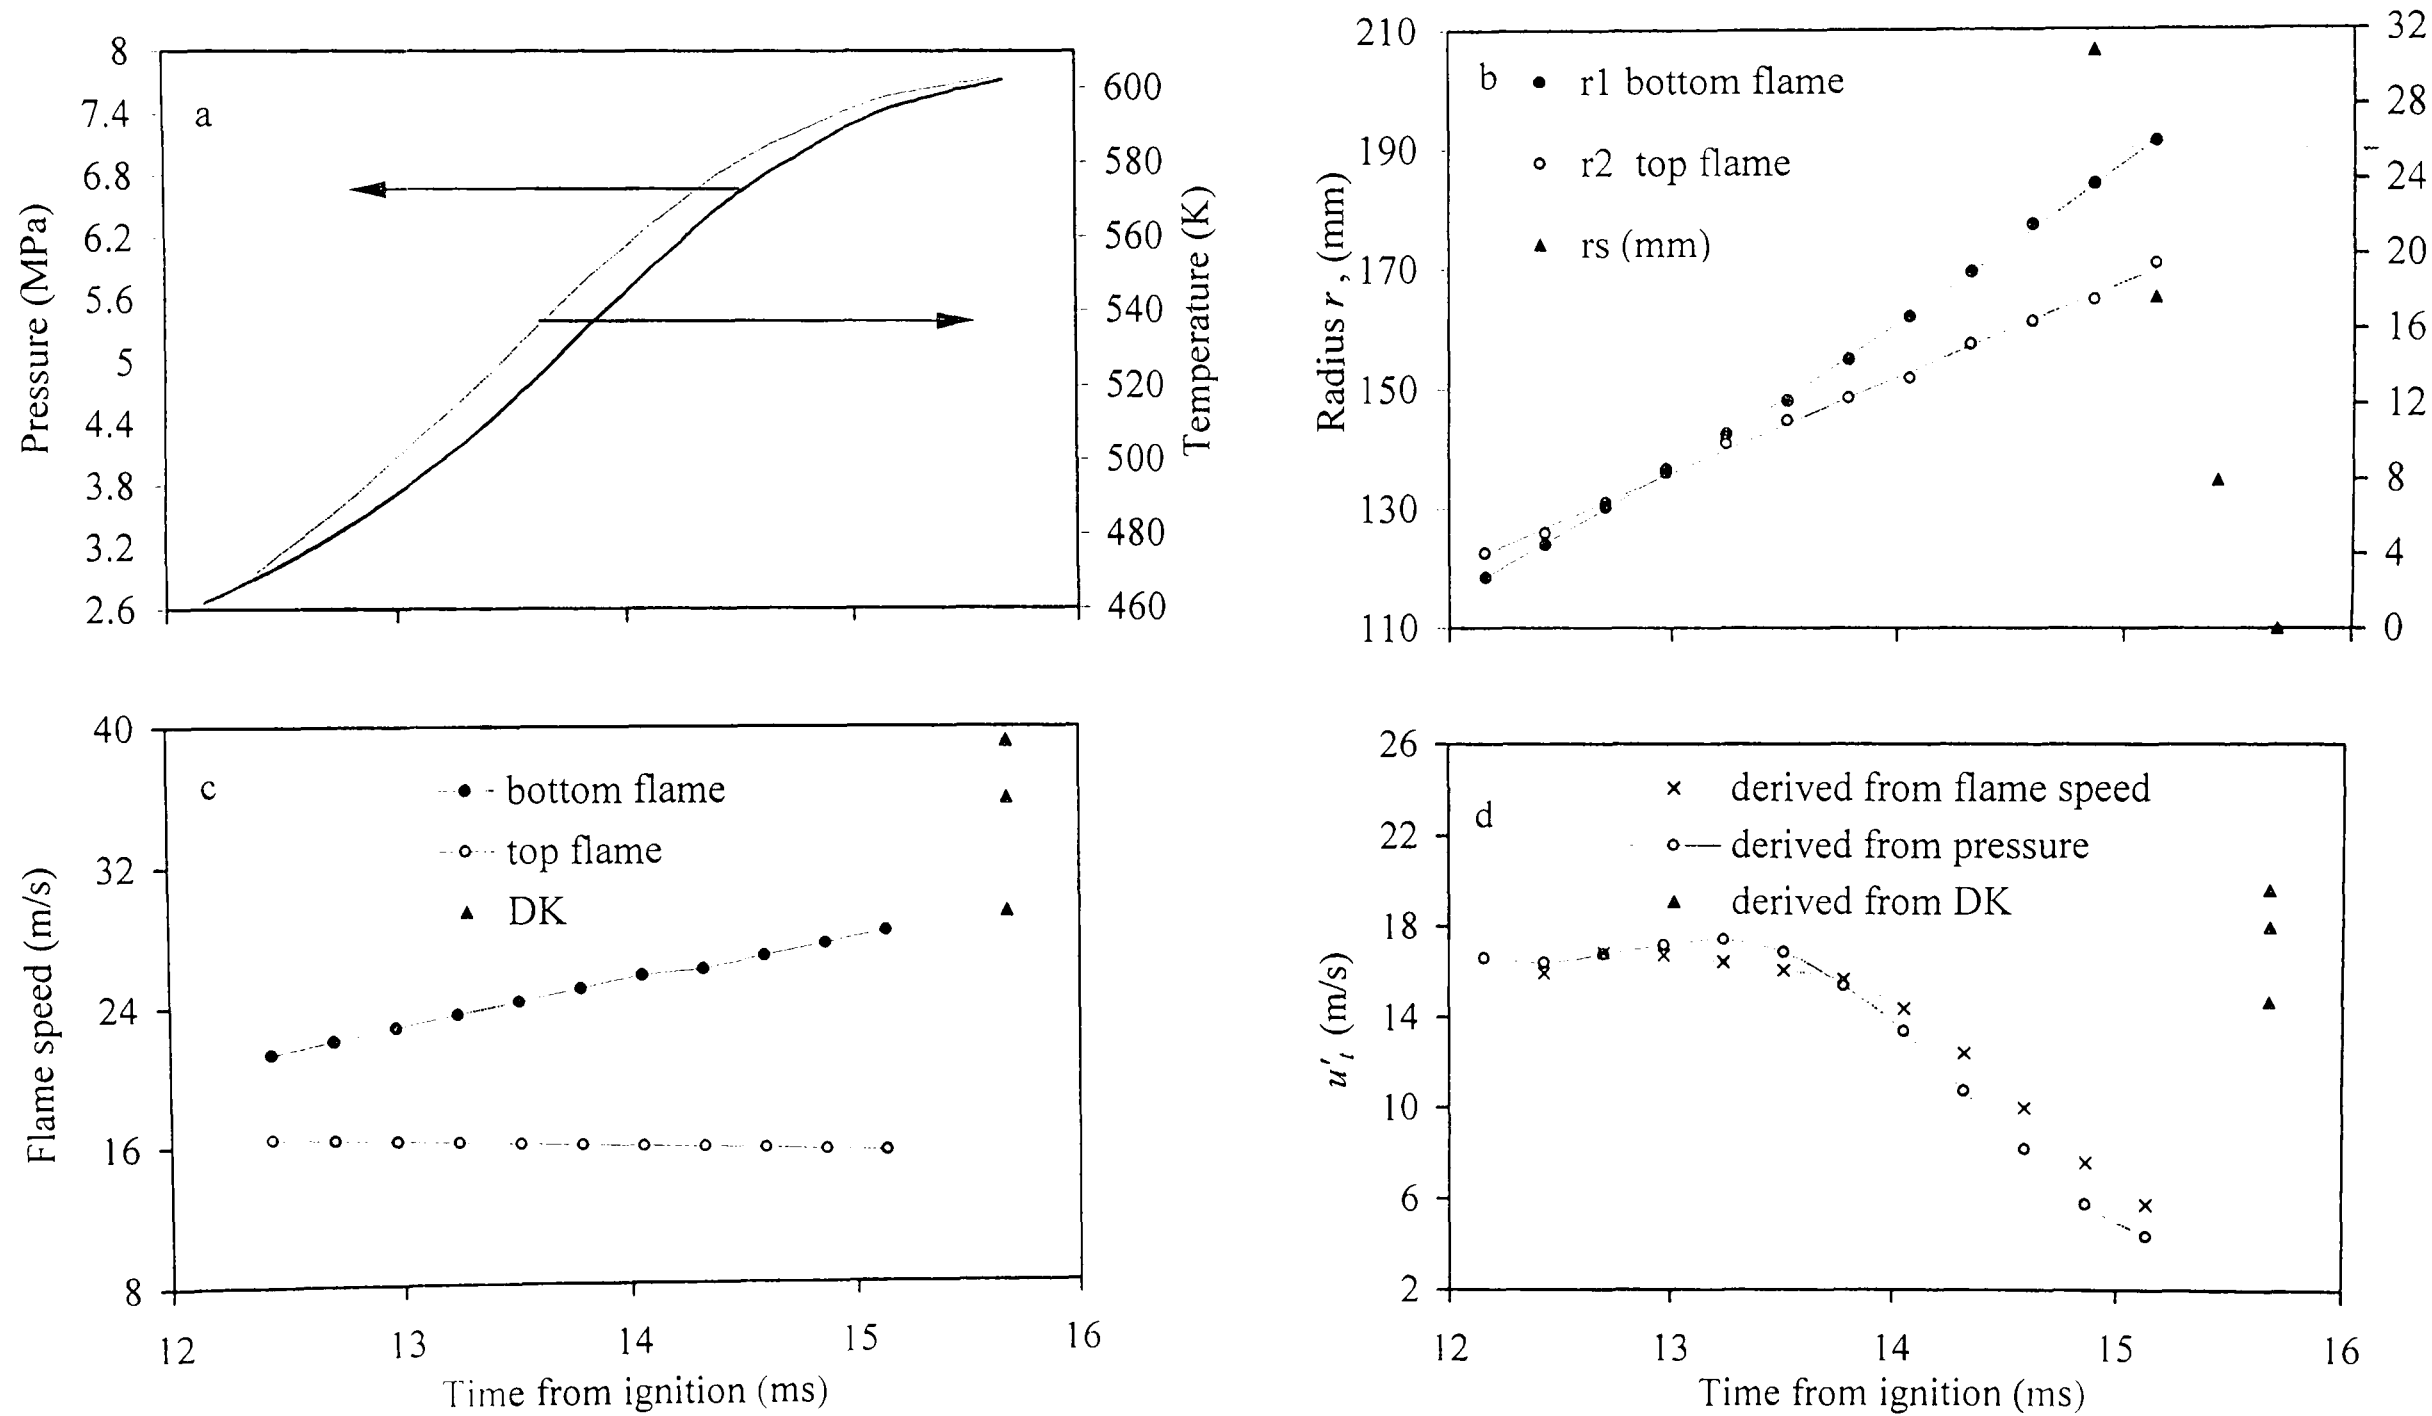 8
7.4
6.8
6.2
5.6
5
4.4
3.8
3.2
2.6
Pressure (MPa)
a
600
580
560
540
520
500
480
460
Temperature (K)
210
190
170
150
130
110
Radius r, (mm)
b
r1 bottom flame
r2 top flame
rs (mm)
32
28
24
20
16
12
8
4
0
40
32
24
16
8
Flame speed (m/s)
c
bottom flame
top flame
DK
12
13
14
15
16
Time from ignition (ms)
26
22
18
14
10
6
2
u't (m/s)
d
derived from flame speed
derived from pressure
derived from DK
12
13
14
15
16
Time from ignition (ms)